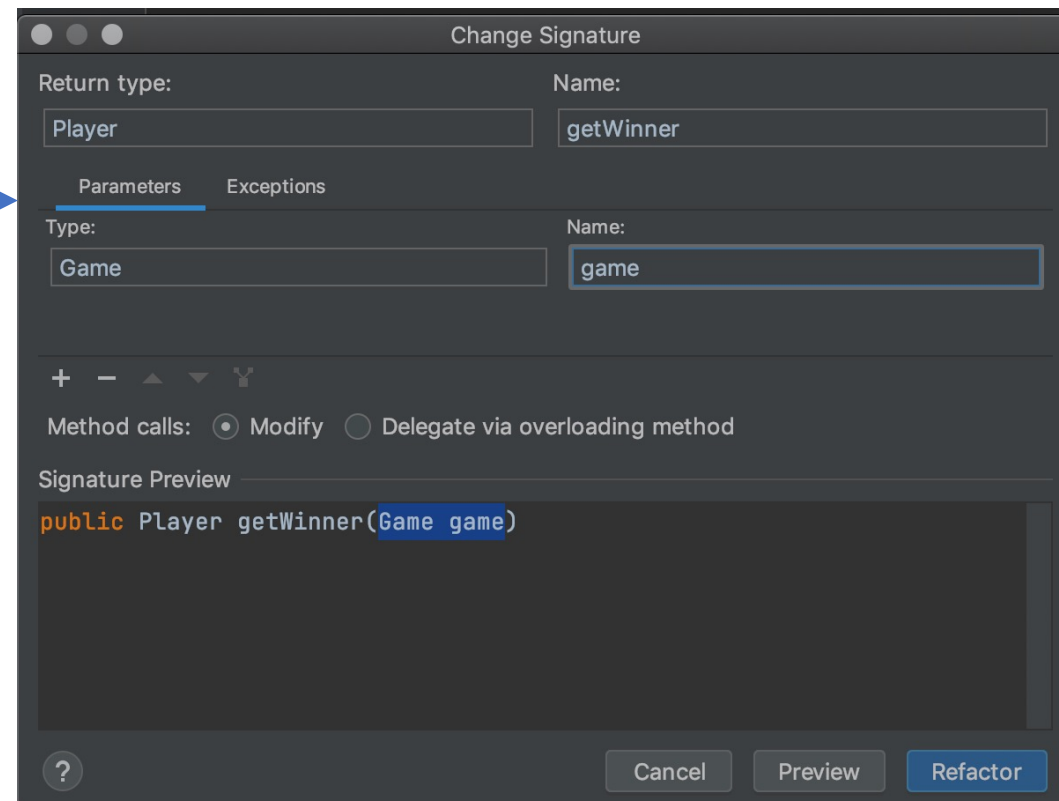 Change Signature
Return type: Name:
Player getWinner
Parameters Exceptions
Type: Name:
Game game
+ −
Method calls: Modify Delegate via overloading method
Signature Preview
public Player getWinner(Game game)
? Cancel Preview Refactor